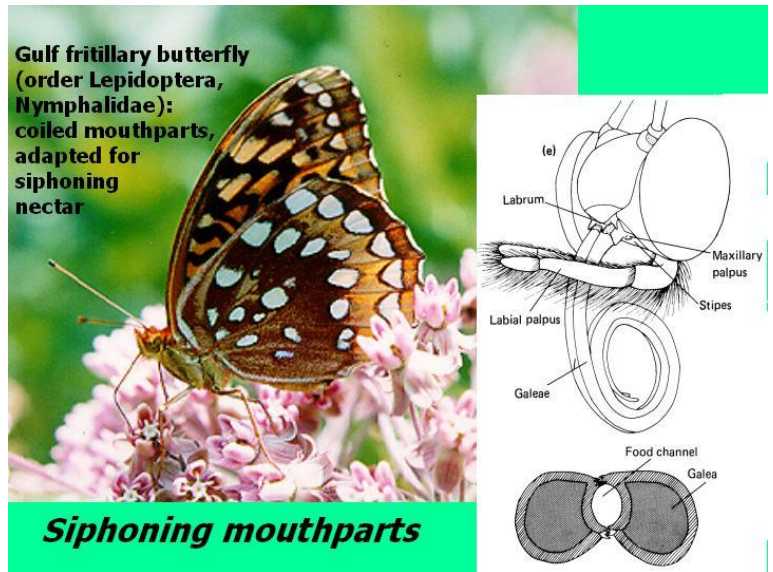 Gulf fritillary butterfly
(order Lepidoptera,
Nymphalidae):
coiled mouthparts,
adapted for
siphoning
nectar
(e)
Labrum
Maxillary
palpus
Stipes
Labial palpus
Galeae
Food channel
Galea
Siphoning mouthparts